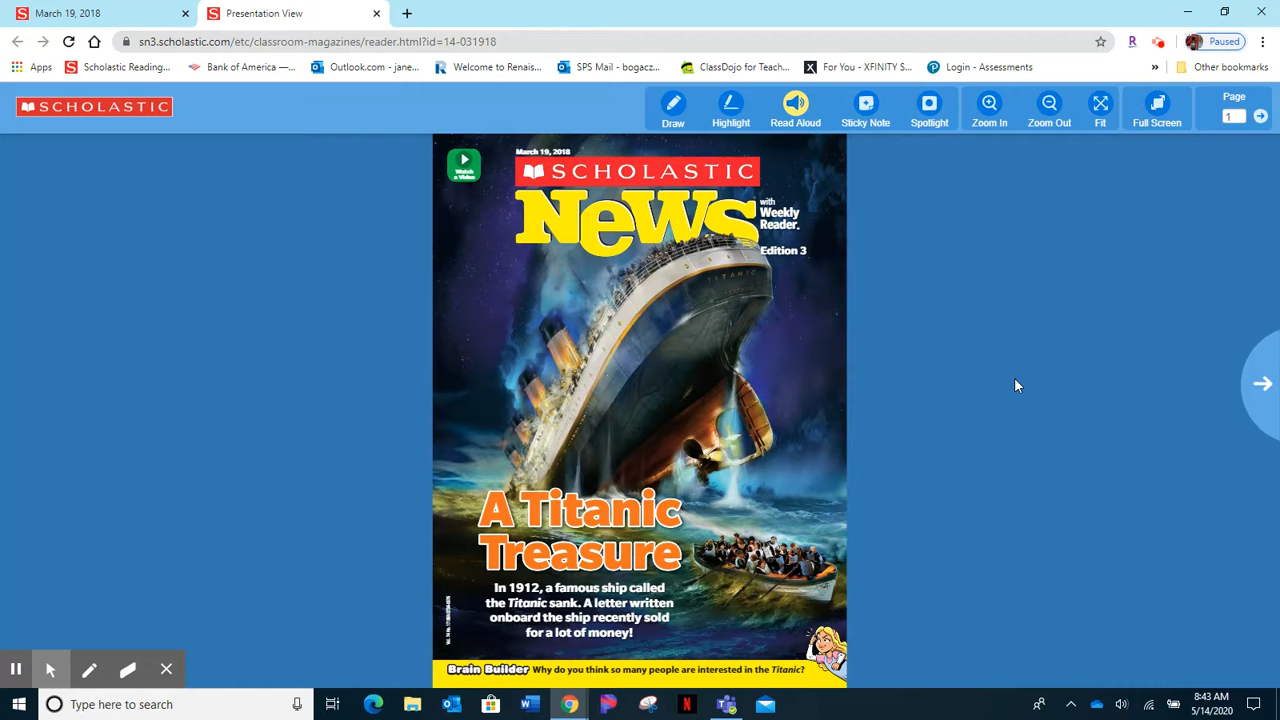 March 19, 2018
Presentation View
sn3.scholastic.com/etc/classroom-magazines/reader.html?id=14-031918
Paused
Apps
Scholastic Reading...
Bank of America —...
Outlook.com - jane...
Welcome to Renais...
SPS Mail - bogacz...
ClassDojo for Teach...
For You - XFINITY S...
Login - Assessments
»
Other bookmarks
SCHOLASTIC
Draw
Highlight
Read Aloud
Sticky Note
Spotlight
Zoom In
Zoom Out
Fit
Full Screen
Page
1
March 19, 2018
Watch
a Video
SCHOLASTIC
News
with
Weekly
Reader.
Edition 3
TITANIC
A Titanic
Treasure
In 1912, a famous ship called
the Titanic sank. A letter written
onboard the ship recently sold
for a lot of money!
Brain Builder Why do you think so many people are interested in the Titanic?
Type here to search
8:43 AM
5/14/2020